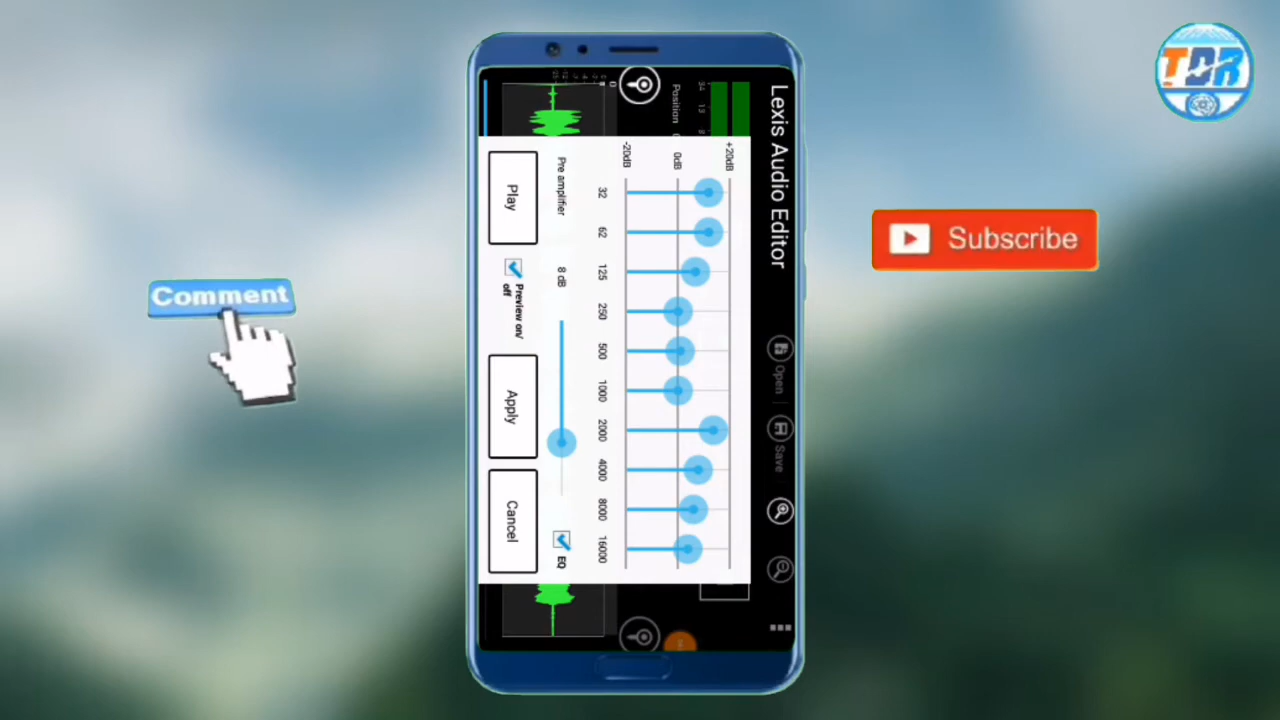 TDR
Subscribe
Comment
Lexis Audio Editor
Open
Save
Position
+20dB
0dB
-20dB
32
62
125
250
500
1000
2000
4000
8000
16000
Pre amplifier
8 dB
EQ
Play
Preview on/
off
Apply
Cancel